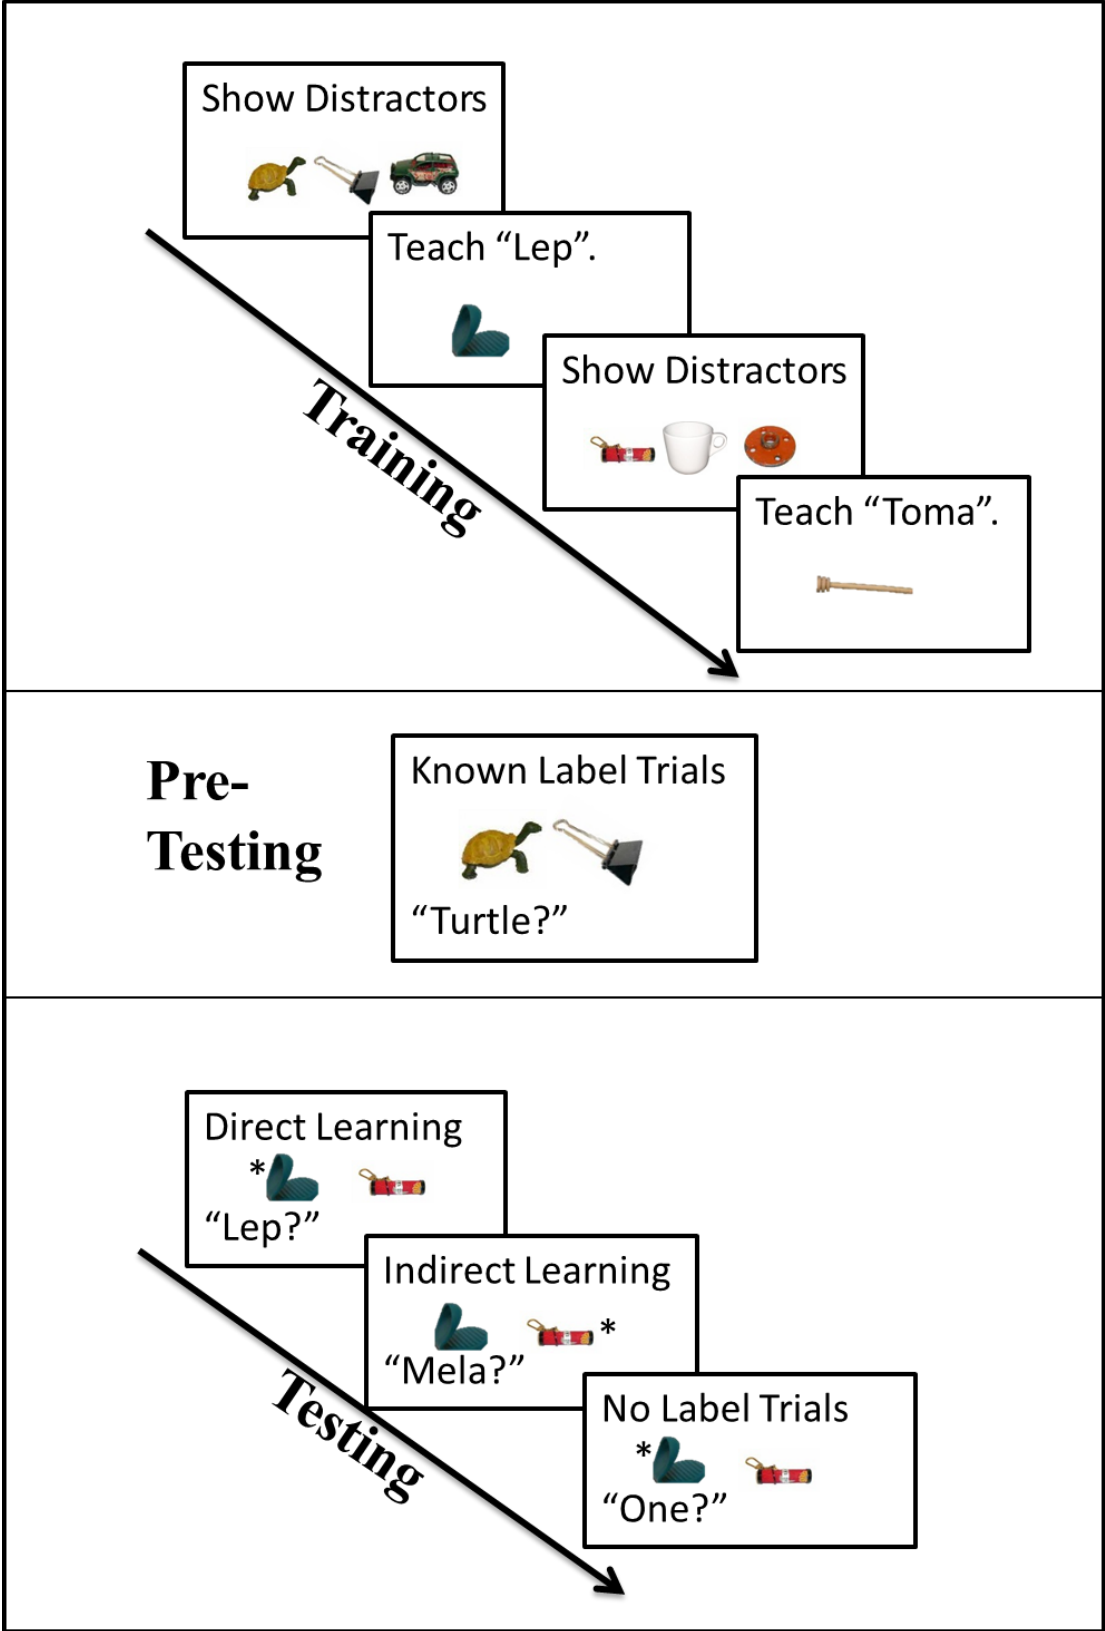 Show Distractors
Teach “Lep”.
Show Distractors
Teach “Toma”.
Training
Known Label Trials
Pre-
Testing
“Turtle?”
Direct Learning
*
“Lep?”
Indirect Learning
*
“Mela?”
No Label Trials
*
“One?”
Testing